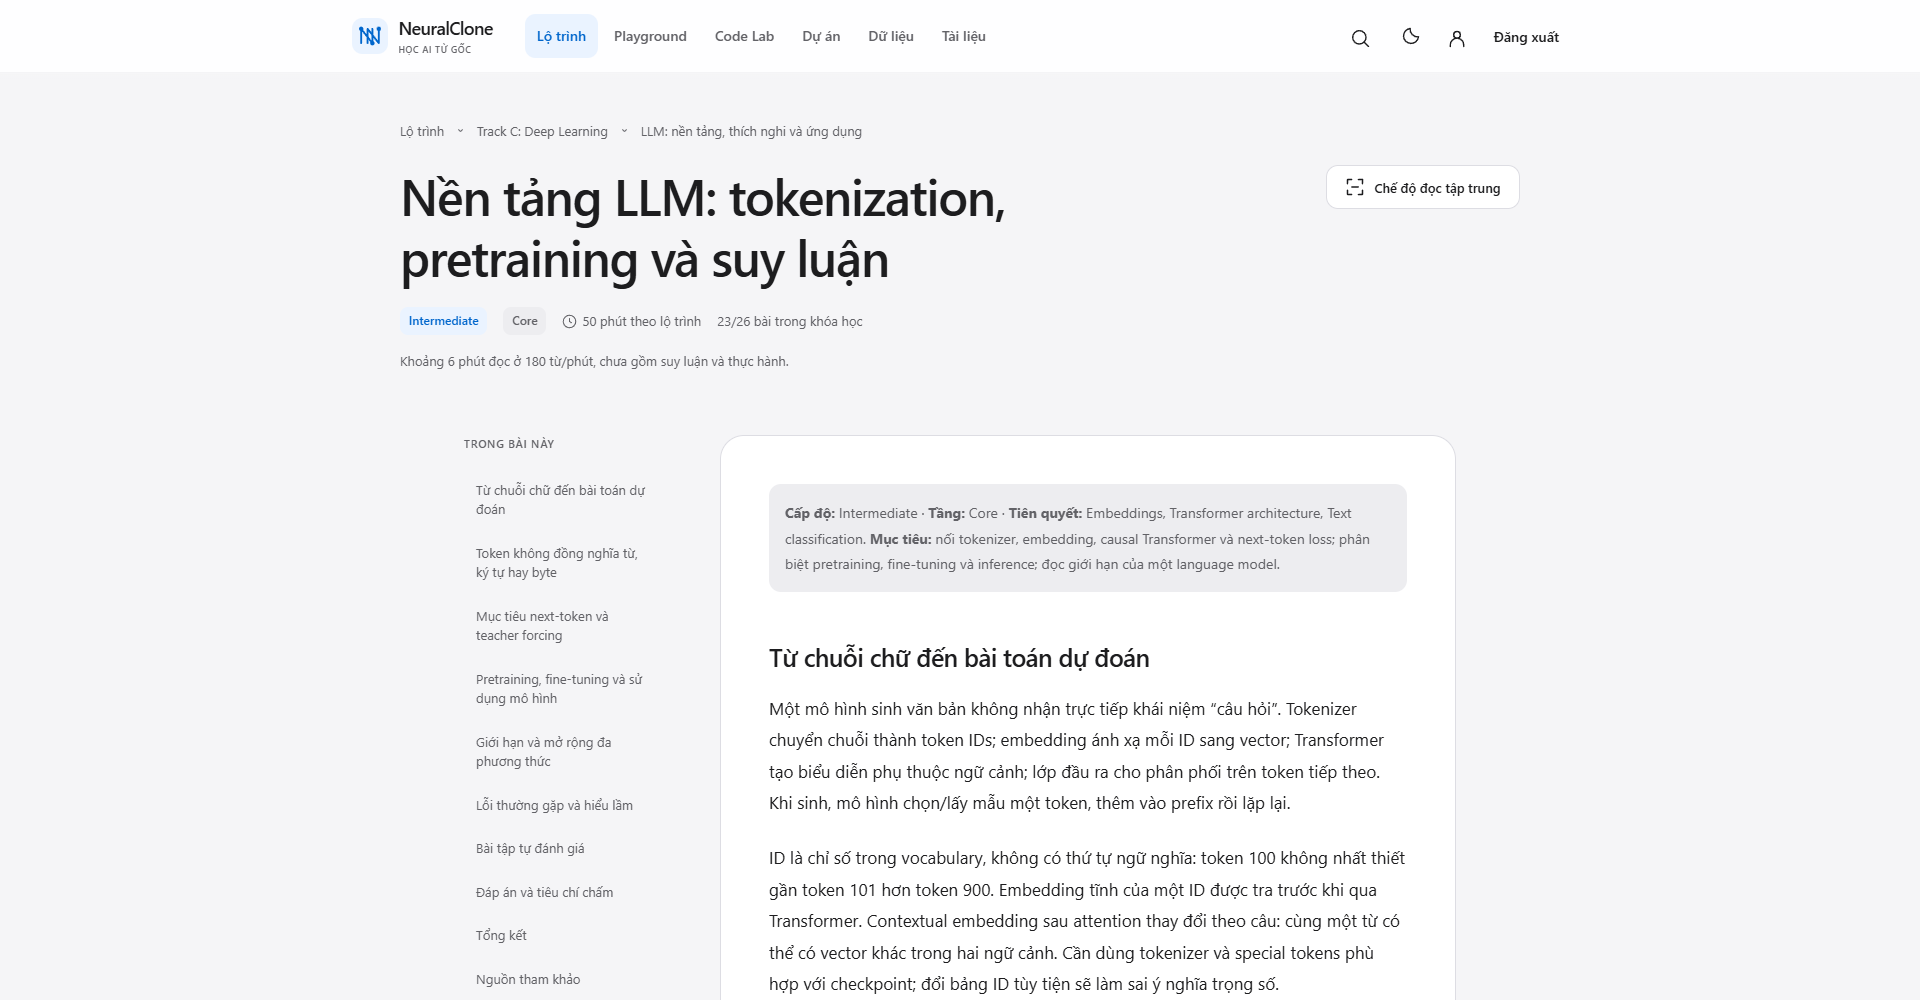 NeuralClone
HỌC AI TỪ GỐC
Lộ trình
Playground
Code Lab
Dự án
Dữ liệu
Tài liệu
Đăng xuất
Lộ trình
Track C: Deep Learning
LLM: nền tảng, thích nghi và ứng dụng
Nền tảng LLM: tokenization,
pretraining và suy luận
Chế độ đọc tập trung
Intermediate
Core
50 phút theo lộ trình
23/26 bài trong khóa học
Khoảng 6 phút đọc ở 180 từ/phút, chưa gồm suy luận và thực hành.
TRONG BÀI NÀY
Từ chuỗi chữ đến bài toán dự
đoán
Token không đồng nghĩa từ,
ký tự hay byte
Mục tiêu next-token và
teacher forcing
Pretraining, fine-tuning và sử
dụng mô hình
Giới hạn và mở rộng đa
phương thức
Lỗi thường gặp và hiểu lầm
Bài tập tự đánh giá
Đáp án và tiêu chí chấm
Tổng kết
Nguồn tham khảo
Cấp độ: Intermediate · Tầng: Core · Tiên quyết: Embeddings, Transformer architecture, Text
classification. Mục tiêu: nối tokenizer, embedding, causal Transformer và next-token loss; phân
biệt pretraining, fine-tuning và inference; đọc giới hạn của một language model.
Từ chuỗi chữ đến bài toán dự đoán
Một mô hình sinh văn bản không nhận trực tiếp khái niệm “câu hỏi”. Tokenizer
chuyển chuỗi thành token IDs; embedding ánh xạ mỗi ID sang vector; Transformer
tạo biểu diễn phụ thuộc ngữ cảnh; lớp đầu ra cho phân phối trên token tiếp theo.
Khi sinh, mô hình chọn/lấy mẫu một token, thêm vào prefix rồi lặp lại.
ID là chỉ số trong vocabulary, không có thứ tự ngữ nghĩa: token 100 không nhất thiết
gần token 101 hơn token 900. Embedding tĩnh của một ID được tra trước khi qua
Transformer. Contextual embedding sau attention thay đổi theo câu: cùng một từ có
thể có vector khác trong hai ngữ cảnh. Cần dùng tokenizer và special tokens phù
hợp với checkpoint; đổi bảng ID tùy tiện sẽ làm sai ý nghĩa trọng số.